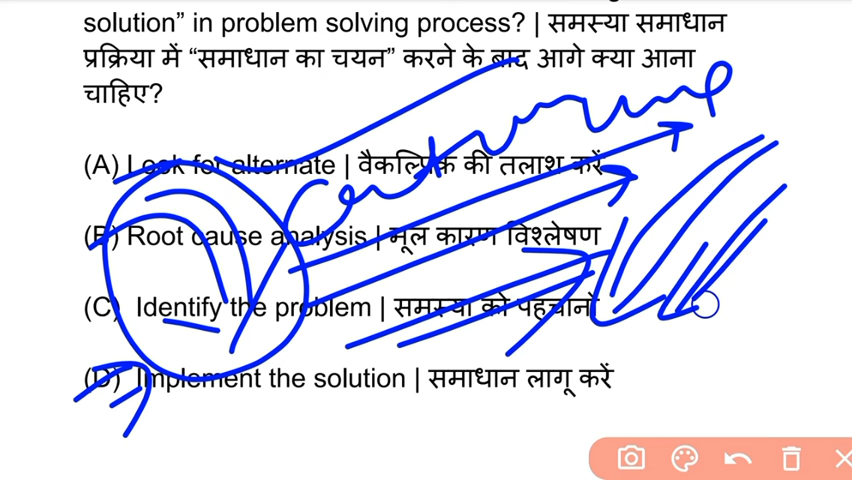 solution” in problem solving process? | समस्या समाधान
प्रक्रिया में “समाधान का चयन” करने के बाद आगे क्या आना
चाहिए?
(A) Look for alternate | वैकल्पिक की तलाश करें
(B) Root cause analysis | मूल कारण विश्लेषण
(C) Identify the problem | समस्या को पहचानो
(D) Implement the solution | समाधान लागू करें